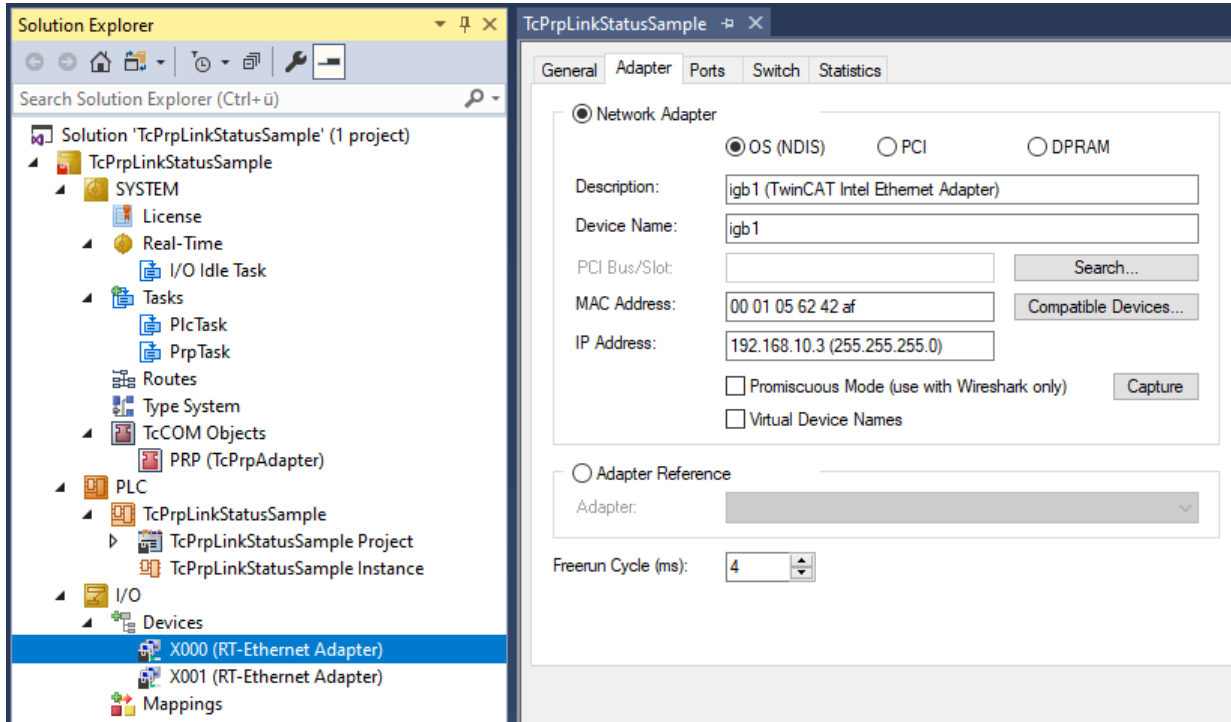 Solution Explorer
Search Solution Explorer (Ctrl+ü)
Solution 'TcPrpLinkStatusSample' (1 project)
TcPrpLinkStatusSample
SYSTEM
License
Real-Time
I/O Idle Task
Tasks
PlcTask
PrpTask
Routes
Type System
TcCOM Objects
PRP (TcPrpAdapter)
PLC
TcPrpLinkStatusSample
TcPrpLinkStatusSample Project
TcPrpLinkStatusSample Instance
I/O
Devices
X000 (RT-Ethernet Adapter)
X001 (RT-Ethernet Adapter)
Mappings
TcPrpLinkStatusSample
General Adapter Ports Switch Statistics
Network Adapter
OS (NDIS) PCI DPRAM
Description: igb1 (TwinCAT Intel Ethernet Adapter)
Device Name: igb1
PCI Bus/Slot: Search...
MAC Address: 00 01 05 62 42 af Compatible Devices...
IP Address: 192.168.10.3 (255.255.255.0)
Promiscuous Mode (use with Wireshark only) Capture
Virtual Device Names
Adapter Reference
Adapter:
Freerun Cycle (ms): 4